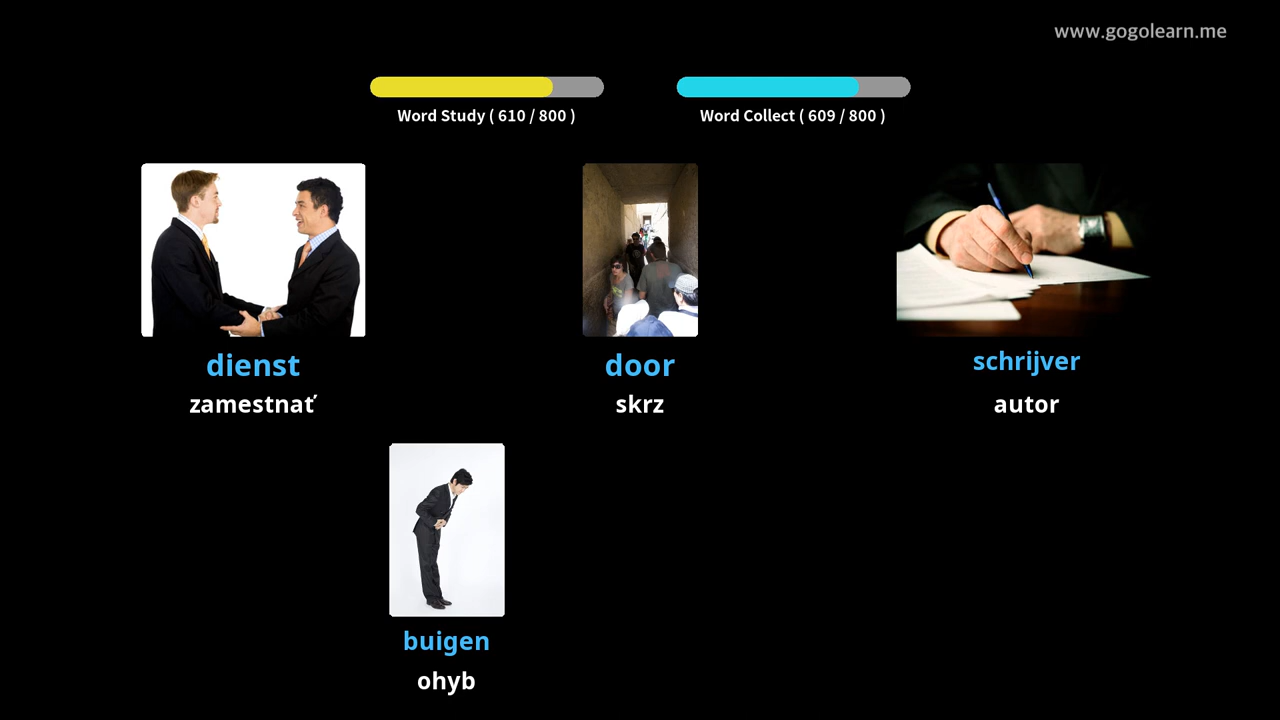 www.gogolearn.me
Word Study ( 610 / 800 )
Word Collect ( 609 / 800 )
dienst
zamestnať
door
skrz
schrijver
autor
buigen
ohyb